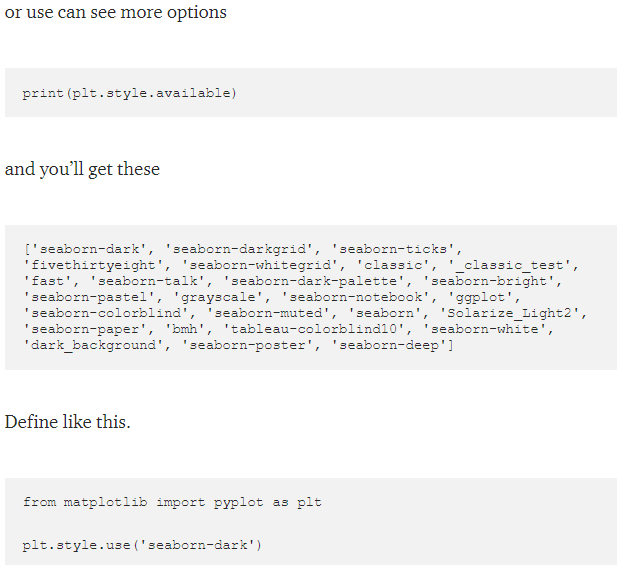 or use can see more options
print(plt.style.available)
and you’ll get these
['seaborn-dark', 'seaborn-darkgrid', 'seaborn-ticks',
'fivethirtyeight', 'seaborn-whitegrid', 'classic', '_classic_test',
'fast', 'seaborn-talk', 'seaborn-dark-palette', 'seaborn-bright',
'seaborn-pastel', 'grayscale', 'seaborn-notebook', 'ggplot',
'seaborn-colorblind', 'seaborn-muted', 'seaborn', 'Solarize_Light2',
'seaborn-paper', 'bmh', 'tableau-colorblind10', 'seaborn-white',
'dark_background', 'seaborn-poster', 'seaborn-deep']
Define like this.
from matplotlib import pyplot as plt
plt.style.use('seaborn-dark')